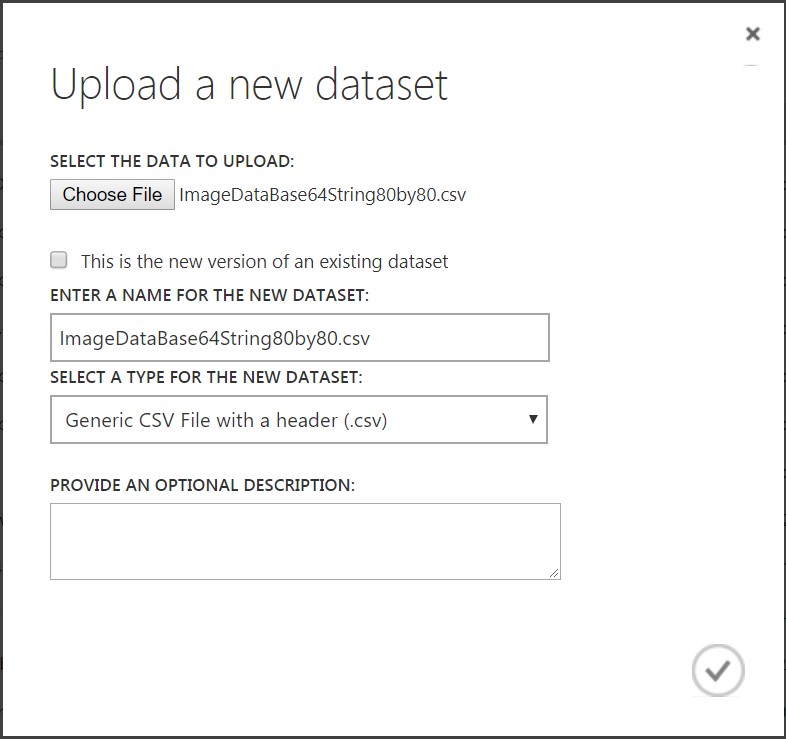 Upload a new dataset
SELECT THE DATA TO UPLOAD:
Choose File ImageDataBase64String80by80.csv
This is the new version of an existing dataset
ENTER A NAME FOR THE NEW DATASET:
ImageDataBase64String80by80.csv
SELECT A TYPE FOR THE NEW DATASET:
Generic CSV File with a header (.csv)
PROVIDE AN OPTIONAL DESCRIPTION: